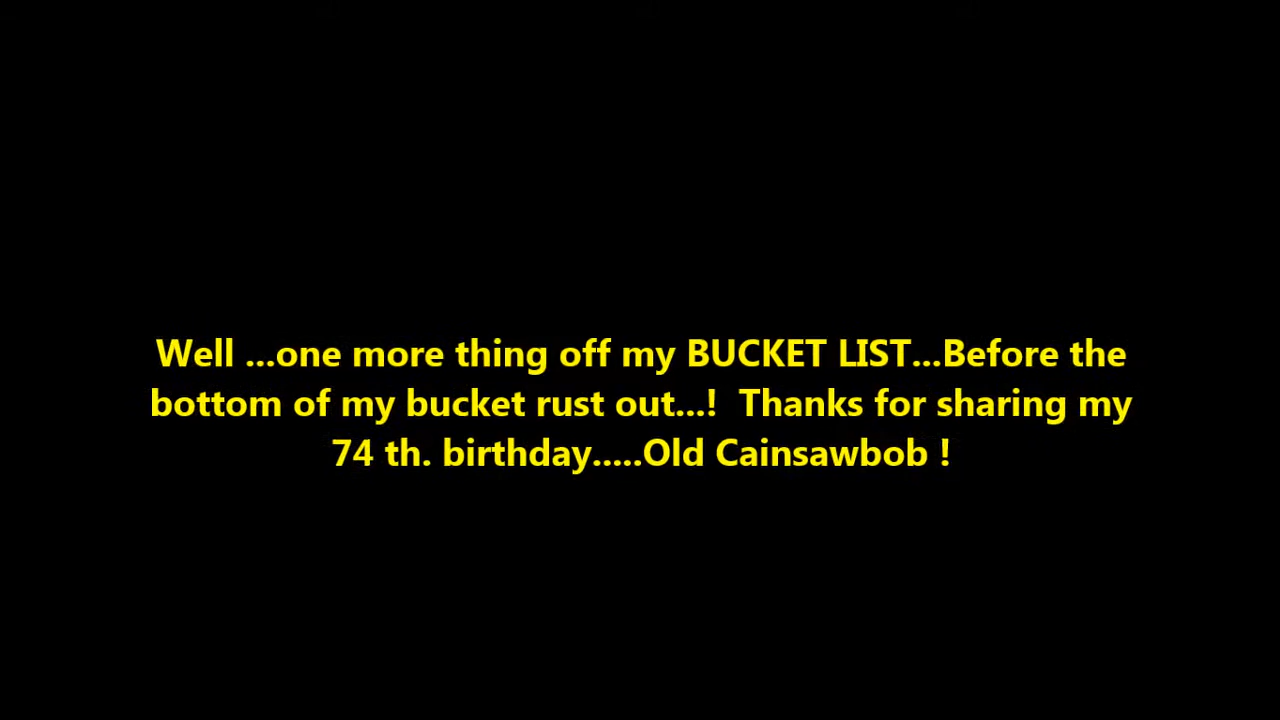 Well ...one more thing off my BUCKET LIST...Before the
bottom of my bucket rust out...!  Thanks for sharing my
74 th. birthday.....Old Cainsawbob !